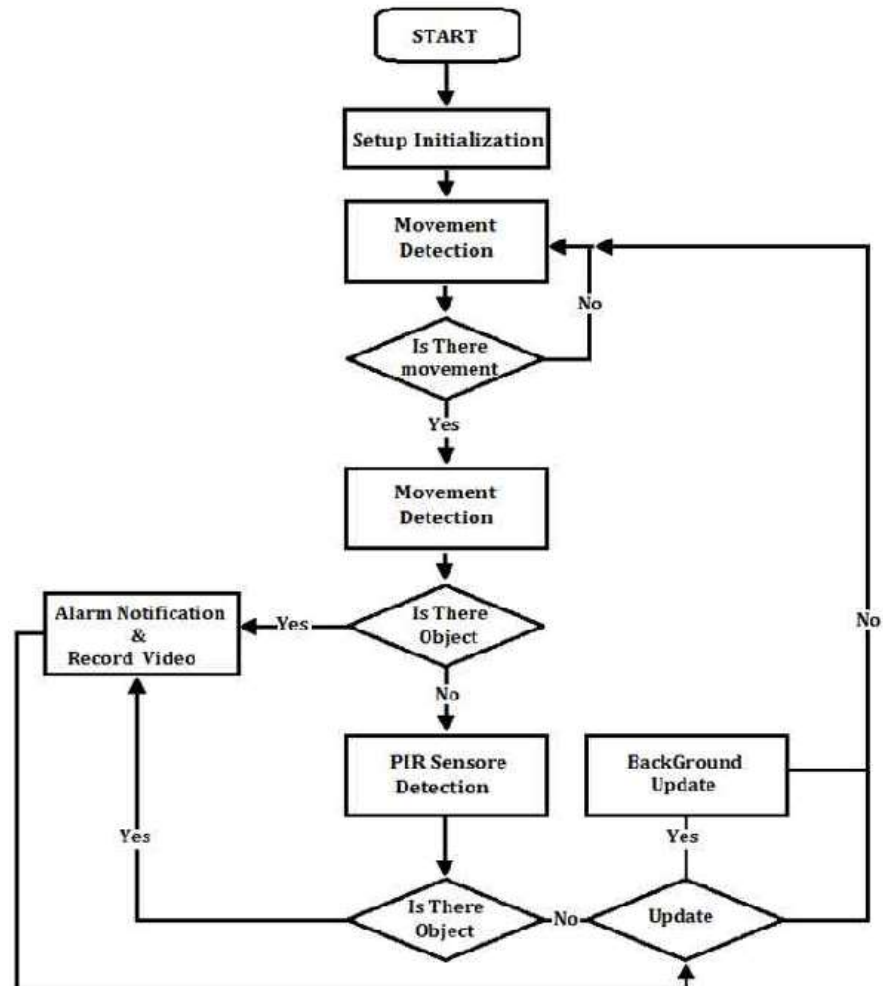 START
Setup Initialization
Movement
Detection
No
Is There
movement
Yes
Movement
Detection
Alarm Notification
&
Record Video
Yes
Is There
Object
No
No
PIR Sensore
Detection
BackGround
Update
Yes
Yes
Is There
Object
No
Update